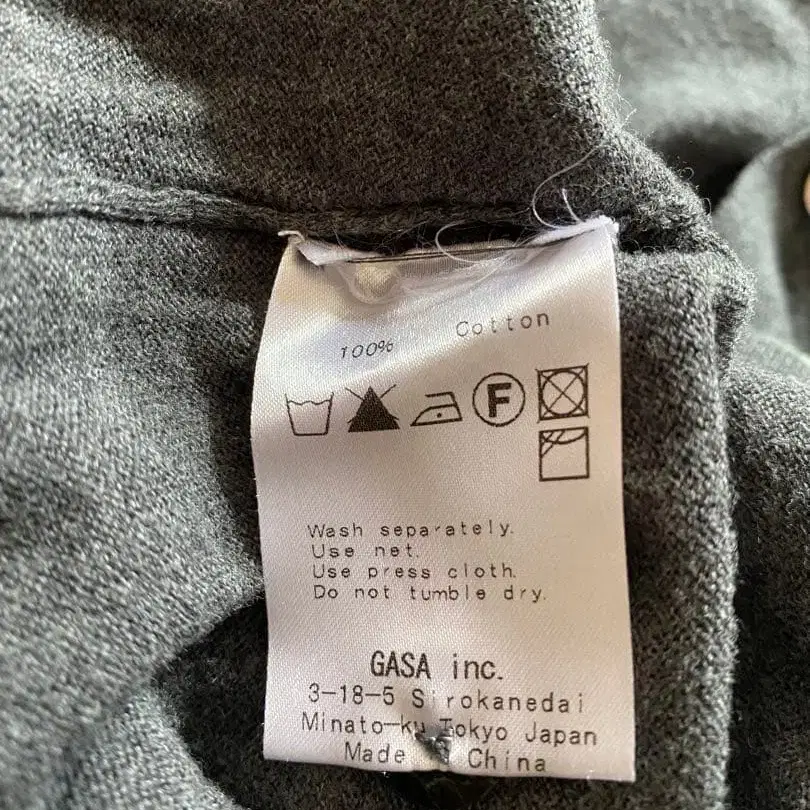 100% Cotton
F
Wash separately.
Use net.
Use press cloth.
Do not tumble dry.
GASA inc.
3-18-5 Sirokanedai
Minato-ku Tokyo Japan
Made China